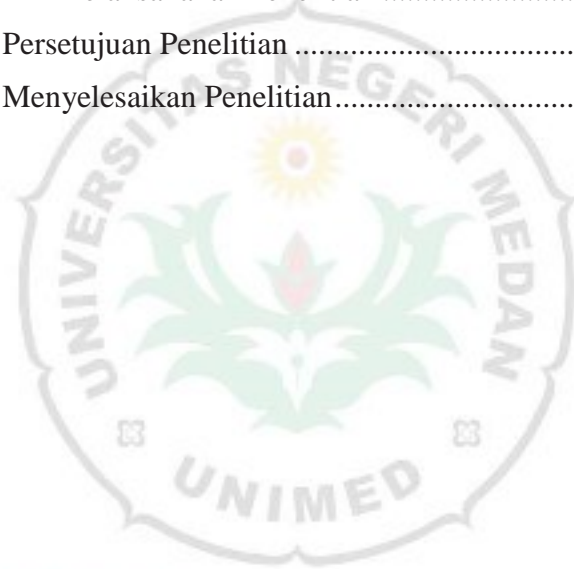 Persetujuan Penelitian ..............................
Menyelesaikan Penelitian..........................
UNIVERSITAS NEGERI MEDAN
UNIMED